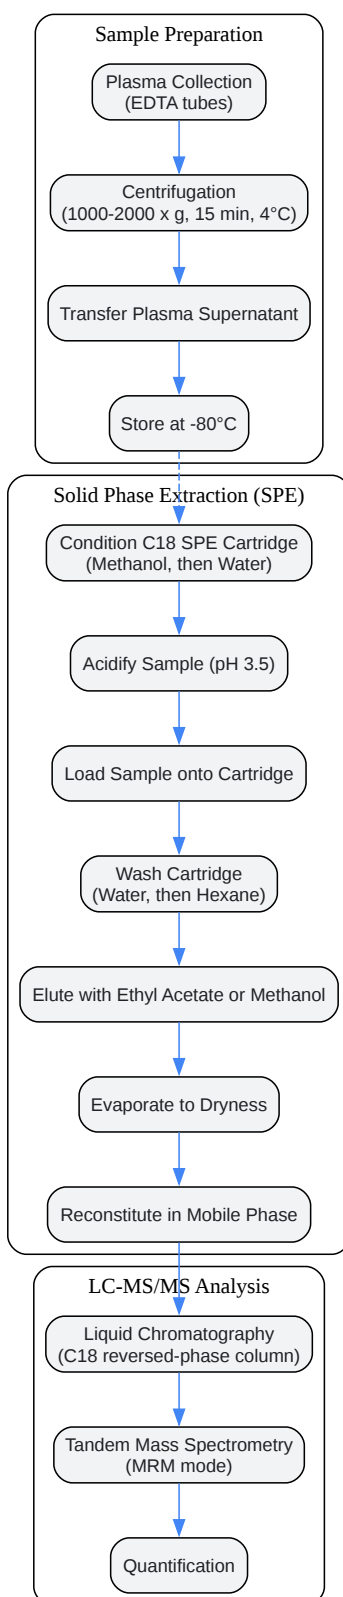 Sample Preparation
Plasma Collection
(EDTA tubes)
Centrifugation
(1000-2000 x g, 15 min, 4°C)
Transfer Plasma Supernatant
Store at -80°C
Solid Phase Extraction (SPE)
Condition C18 SPE Cartridge
(Methanol, then Water)
Acidify Sample (pH 3.5)
Load Sample onto Cartridge
Wash Cartridge
(Water, then Hexane)
Elute with Ethyl Acetate or Methanol
Evaporate to Dryness
Reconstitute in Mobile Phase
LC-MS/MS Analysis
Liquid Chromatography
(C18 reversed-phase column)
Tandem Mass Spectrometry
(MRM mode)
Quantification